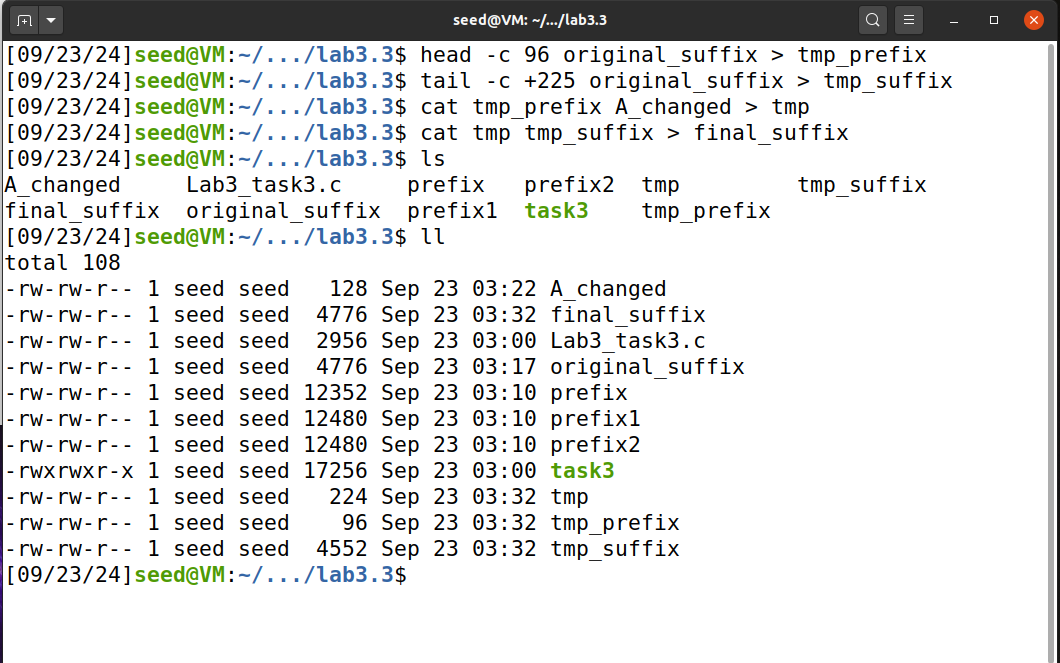 seed@VM: ~/.../lab3.3
[09/23/24]seed@VM:~/.../lab3.3$ head -c 96 original_suffix > tmp_prefix
[09/23/24]seed@VM:~/.../lab3.3$ tail -c +225 original_suffix > tmp_suffix
[09/23/24]seed@VM:~/.../lab3.3$ cat tmp_prefix A_changed > tmp
[09/23/24]seed@VM:~/.../lab3.3$ cat tmp tmp_suffix > final_suffix
[09/23/24]seed@VM:~/.../lab3.3$ ls
A_changed     Lab3_task3.c     prefix   prefix2  tmp         tmp_suffix
final_suffix  original_suffix  prefix1  task3    tmp_prefix
[09/23/24]seed@VM:~/.../lab3.3$ ll
total 108
-rw-rw-r-- 1 seed seed   128 Sep 23 03:22 A_changed
-rw-rw-r-- 1 seed seed  4776 Sep 23 03:32 final_suffix
-rw-rw-r-- 1 seed seed  2956 Sep 23 03:00 Lab3_task3.c
-rw-rw-r-- 1 seed seed  4776 Sep 23 03:17 original_suffix
-rw-rw-r-- 1 seed seed 12352 Sep 23 03:10 prefix
-rw-rw-r-- 1 seed seed 12480 Sep 23 03:10 prefix1
-rw-rw-r-- 1 seed seed 12480 Sep 23 03:10 prefix2
-rwxrwxr-x 1 seed seed 17256 Sep 23 03:00 task3
-rw-rw-r-- 1 seed seed   224 Sep 23 03:32 tmp
-rw-rw-r-- 1 seed seed    96 Sep 23 03:32 tmp_prefix
-rw-rw-r-- 1 seed seed  4552 Sep 23 03:32 tmp_suffix
[09/23/24]seed@VM:~/.../lab3.3$